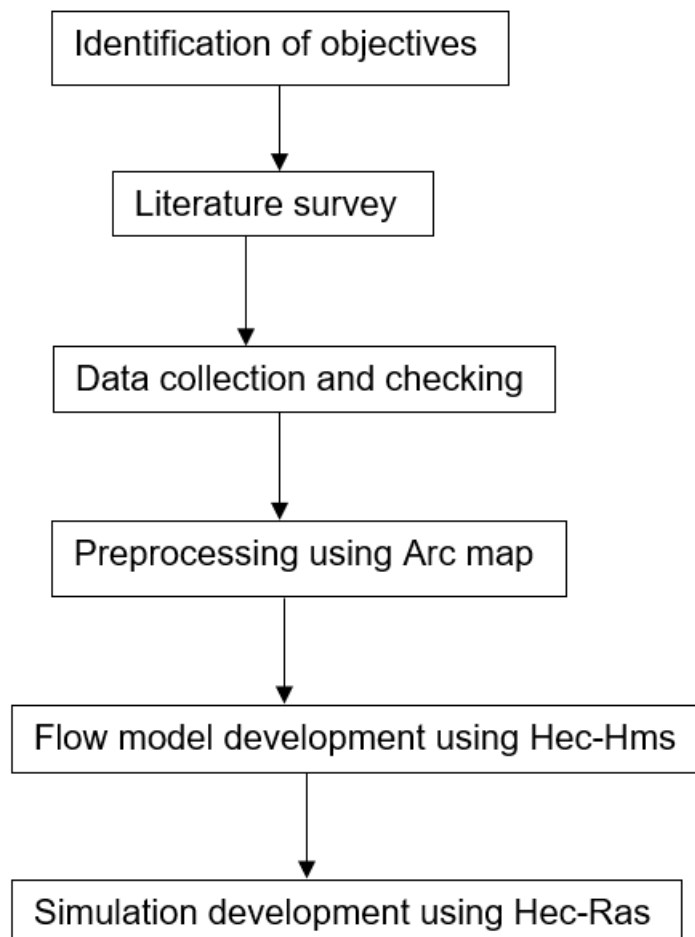 Identification of objectives
Literature survey
Data collection and checking
Preprocessing using Arc map
Flow model development using Hec-Hms
Simulation development using Hec-Ras